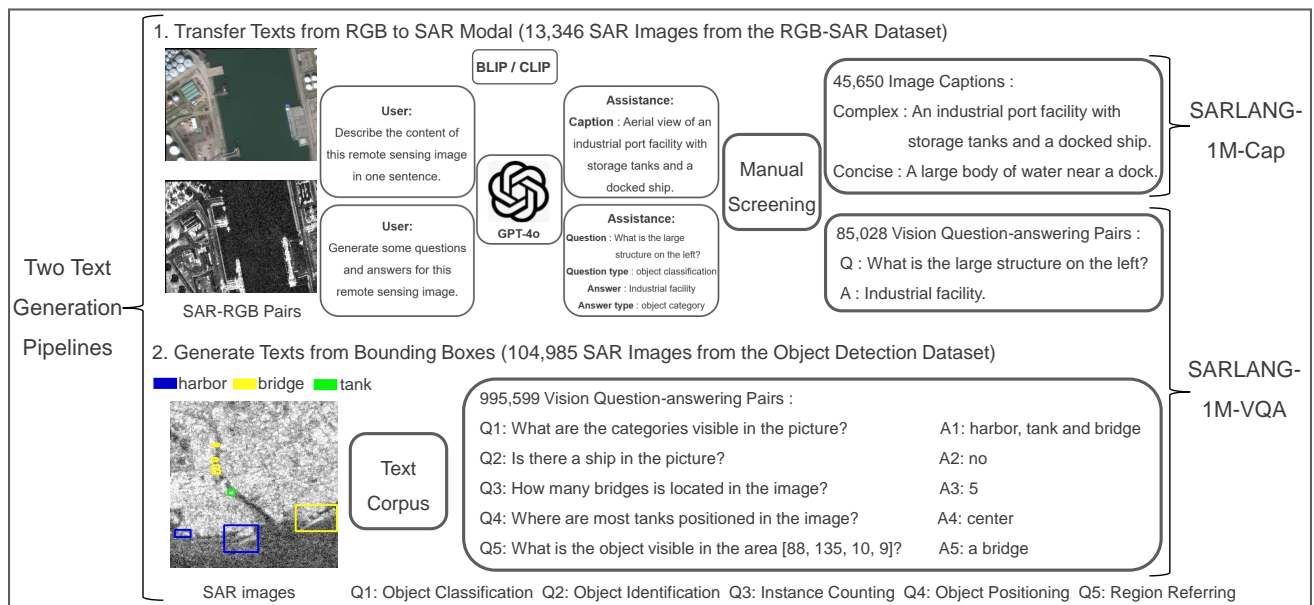 Two Text
Generation
Pipelines
1. Transfer Texts from RGB to SAR Modal (13,346 SAR Images from the RGB-SAR Dataset)
SAR-RGB Pairs
BLIP / CLIP
User:
Describe the content of
this remote sensing image
in one sentence.
User:
Generate some questions
and answers for this
remote sensing image.
GPT-4o
Assistance:
Caption : Aerial view of an
industrial port facility with
storage tanks and a
docked ship.
Assistance:
Question : What is the large
structure on the left?
Question type : object classification
Answer : Industrial facility
Answer type : object category
Manual
Screening
45,650 Image Captions :
Complex : An industrial port facility with
storage tanks and a docked ship.
Concise : A large body of water near a dock.
85,028 Vision Question-answering Pairs :
Q : What is the large structure on the left?
A : Industrial facility.
SARLANG-
1M-Cap
2. Generate Texts from Bounding Boxes (104,985 SAR Images from the Object Detection Dataset)
harbor bridge tank
SAR images
Text
Corpus
995,599 Vision Question-answering Pairs :
Q1: What are the categories visible in the picture? A1: harbor, tank and bridge
Q2: Is there a ship in the picture? A2: no
Q3: How many bridges is located in the image? A3: 5
Q4: Where are most tanks positioned in the image? A4: center
Q5: What is the object visible in the area [88, 135, 10, 9]? A5: a bridge
Q1: Object Classification Q2: Object Identification Q3: Instance Counting Q4: Object Positioning Q5: Region Referring
SARLANG-
1M-VQA